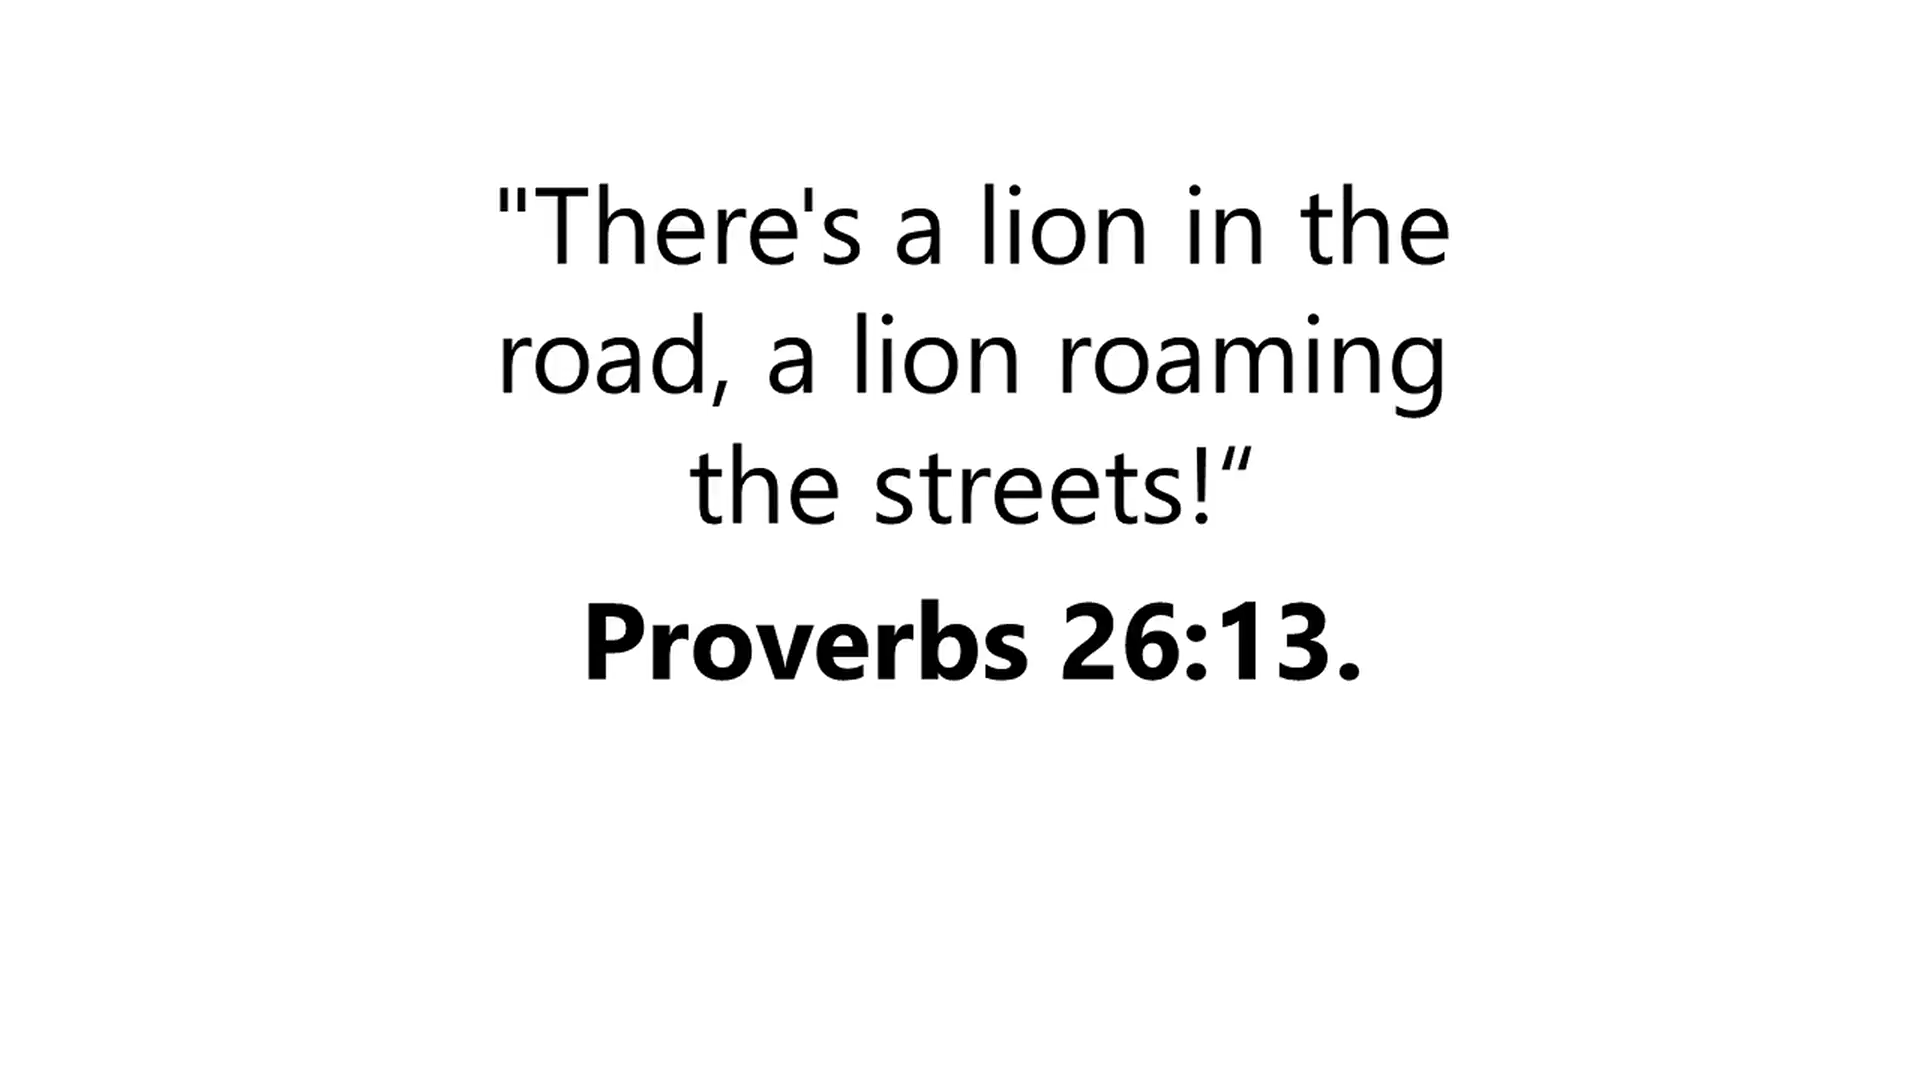 "There's a lion in the
road, a lion roaming
the streets!“
Proverbs 26:13.